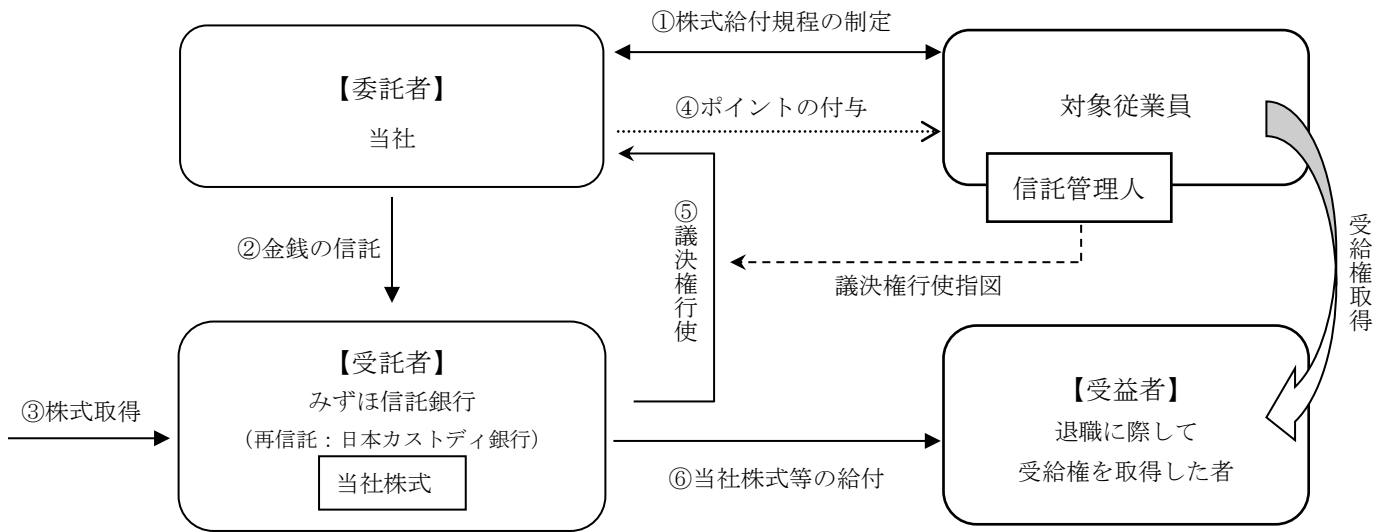 ①株式給付規程の制定
【委託者】
当社
④ポイントの付与
対象従業員
信託管理人
②金銭の信託
⑤議決権行使
議決権行使指図
受給権取得
③株式取得
【受託者】
みずほ信託銀行
（再信託：日本カストディ銀行）
当社株式
⑥当社株式等の給付
【受益者】
退職に際して
受給権を取得した者